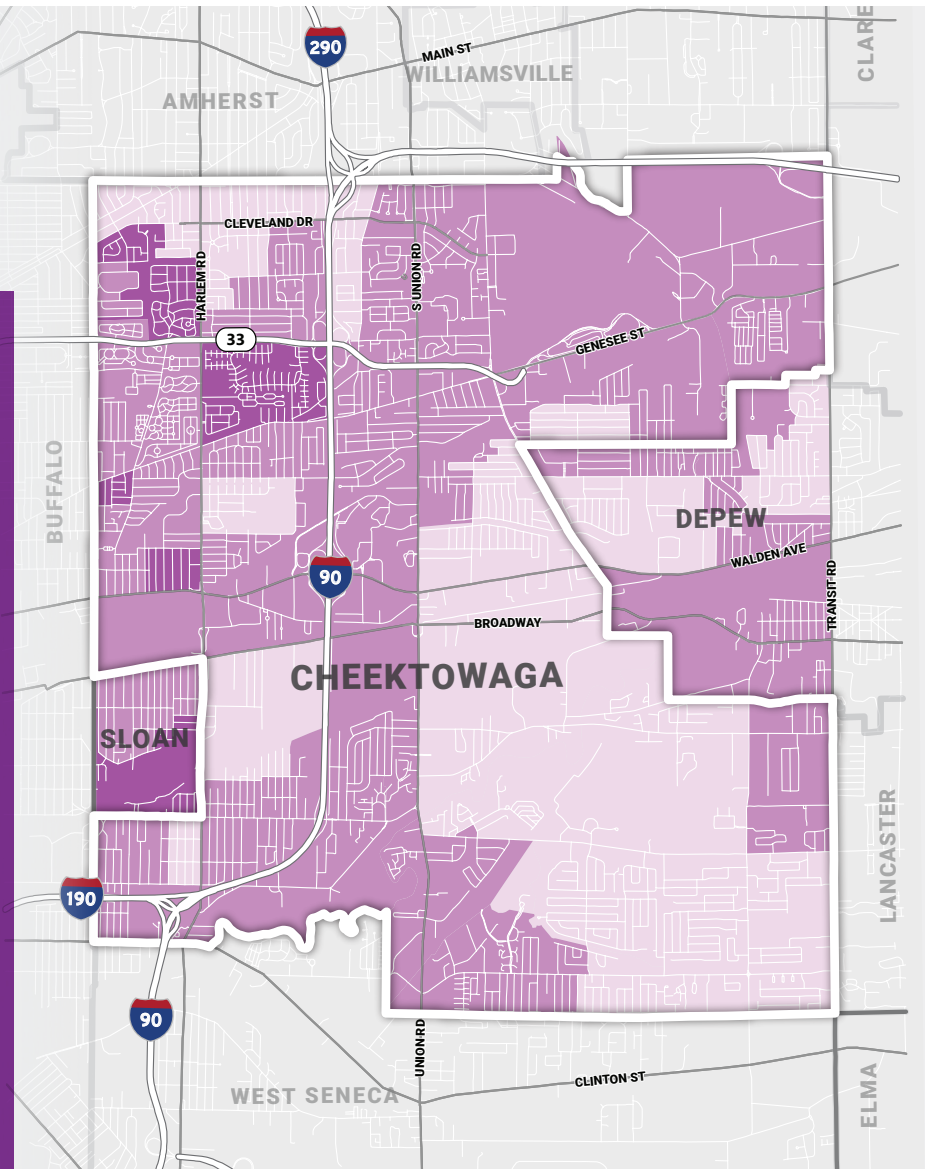 CLARE
290
MAIN ST
WILLIAMSVILLE
AMHERST
CLEVELAND DR
HARLEM RD
S UNION RD
33
GENESEE ST
BUFFALO
DEPEW
WALDEN AVE
90
TRANSIT RD
BROADWAY
CHEEKTOWAGA
SLOAN
LANCASTER
190
90
UNION RD
CLINTON ST
WEST SENECA
ELMA